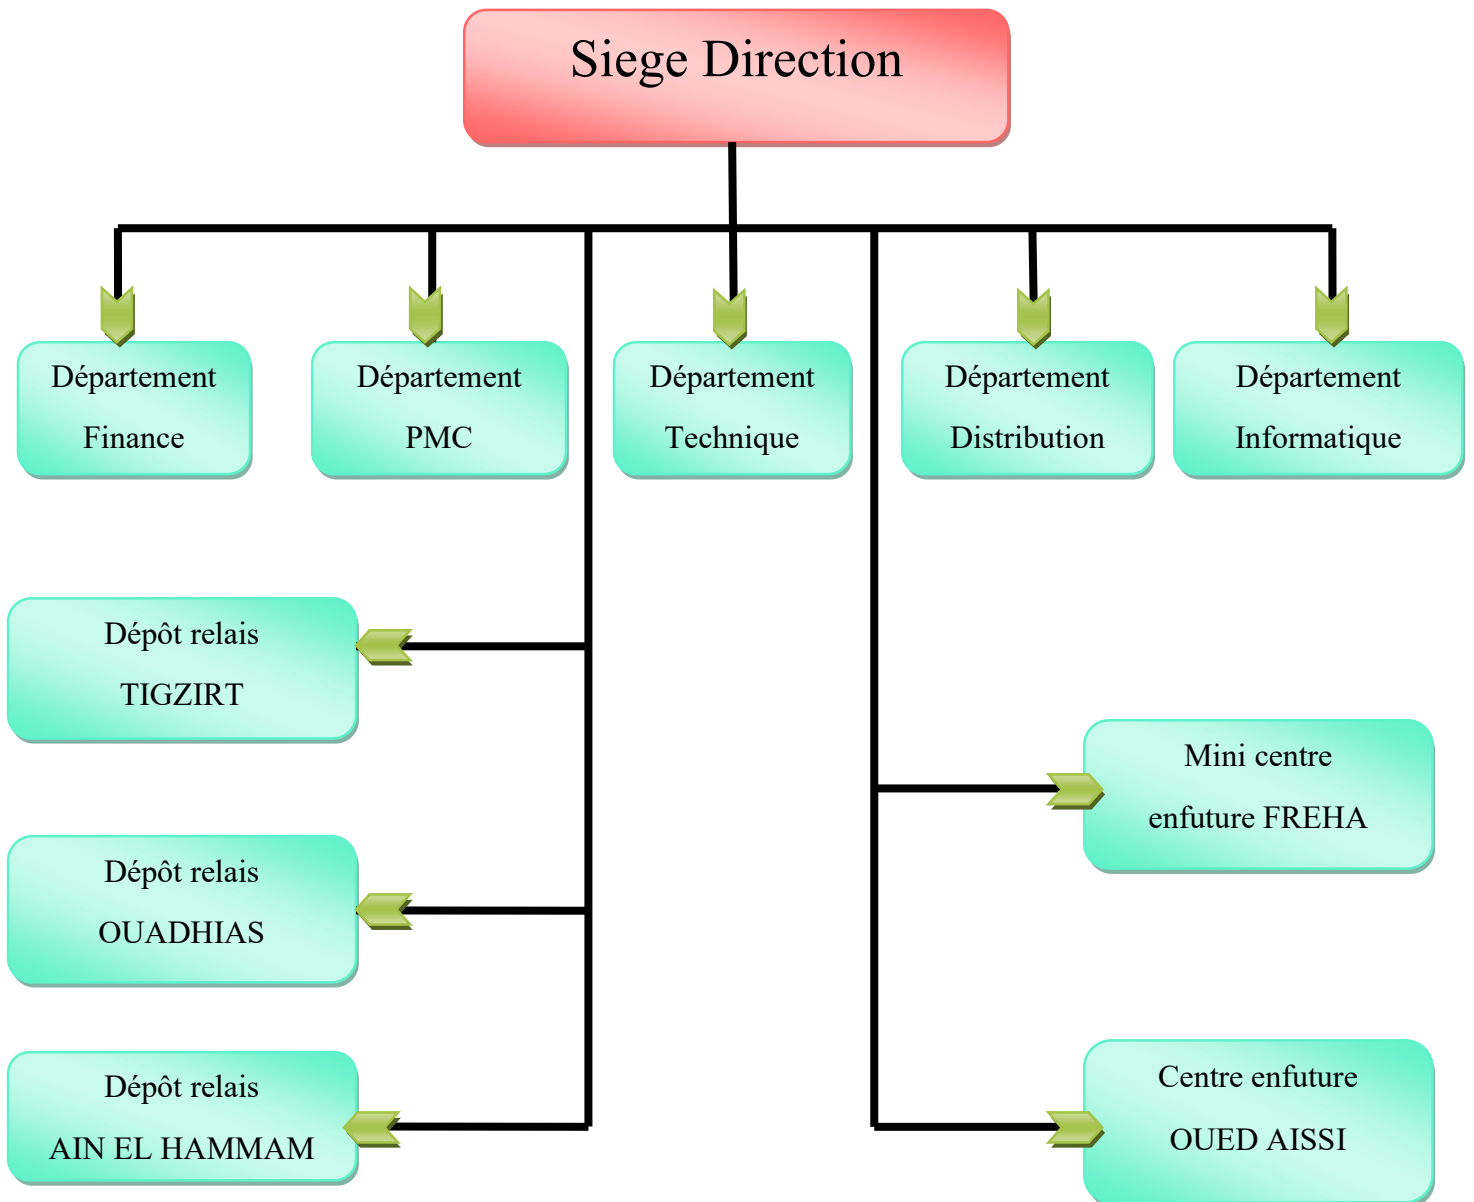 Siege Direction
Département
Finance
Département
PMC
Département
Technique
Département
Distribution
Département
Informatique
Dépôt relais
TIGZIRT
Mini centre
enfuture FREHA
Dépôt relais
OUADHIAS
Dépôt relais
AIN EL HAMMAM
Centre enfuture
OUED AISSI